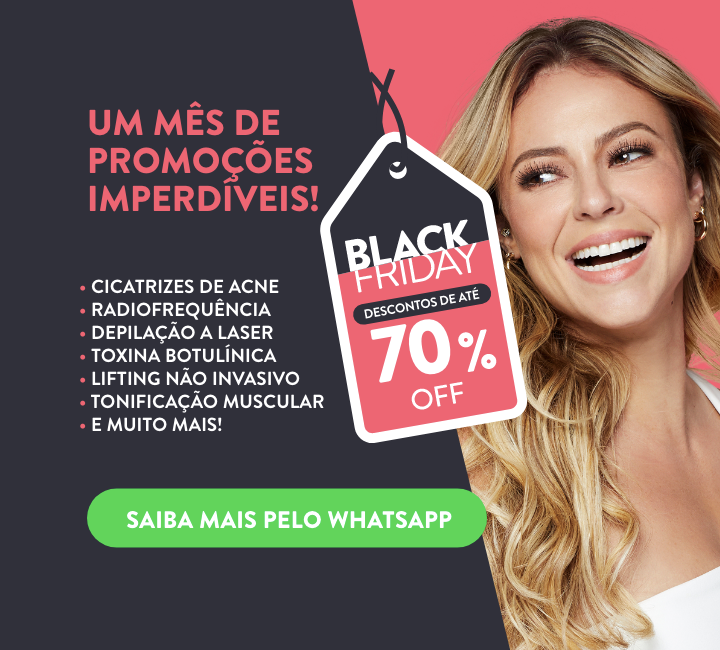 UM MÊS DE
PROMOÇÕES
IMPERDÍVEIS!
• CICATRIZES DE ACNE
• RADIOFREQUÊNCIA
• DEPILAÇÃO A LASER
• TOXINA BOTULÍNICA
• LIFTING NÃO INVASIVO
• TONIFICAÇÃO MUSCULAR
• E MUITO MAIS!
BLACK
FRIDAY
DESCONTOS DE ATÉ
70%
OFF
SAIBA MAIS PELO WHATSAPP